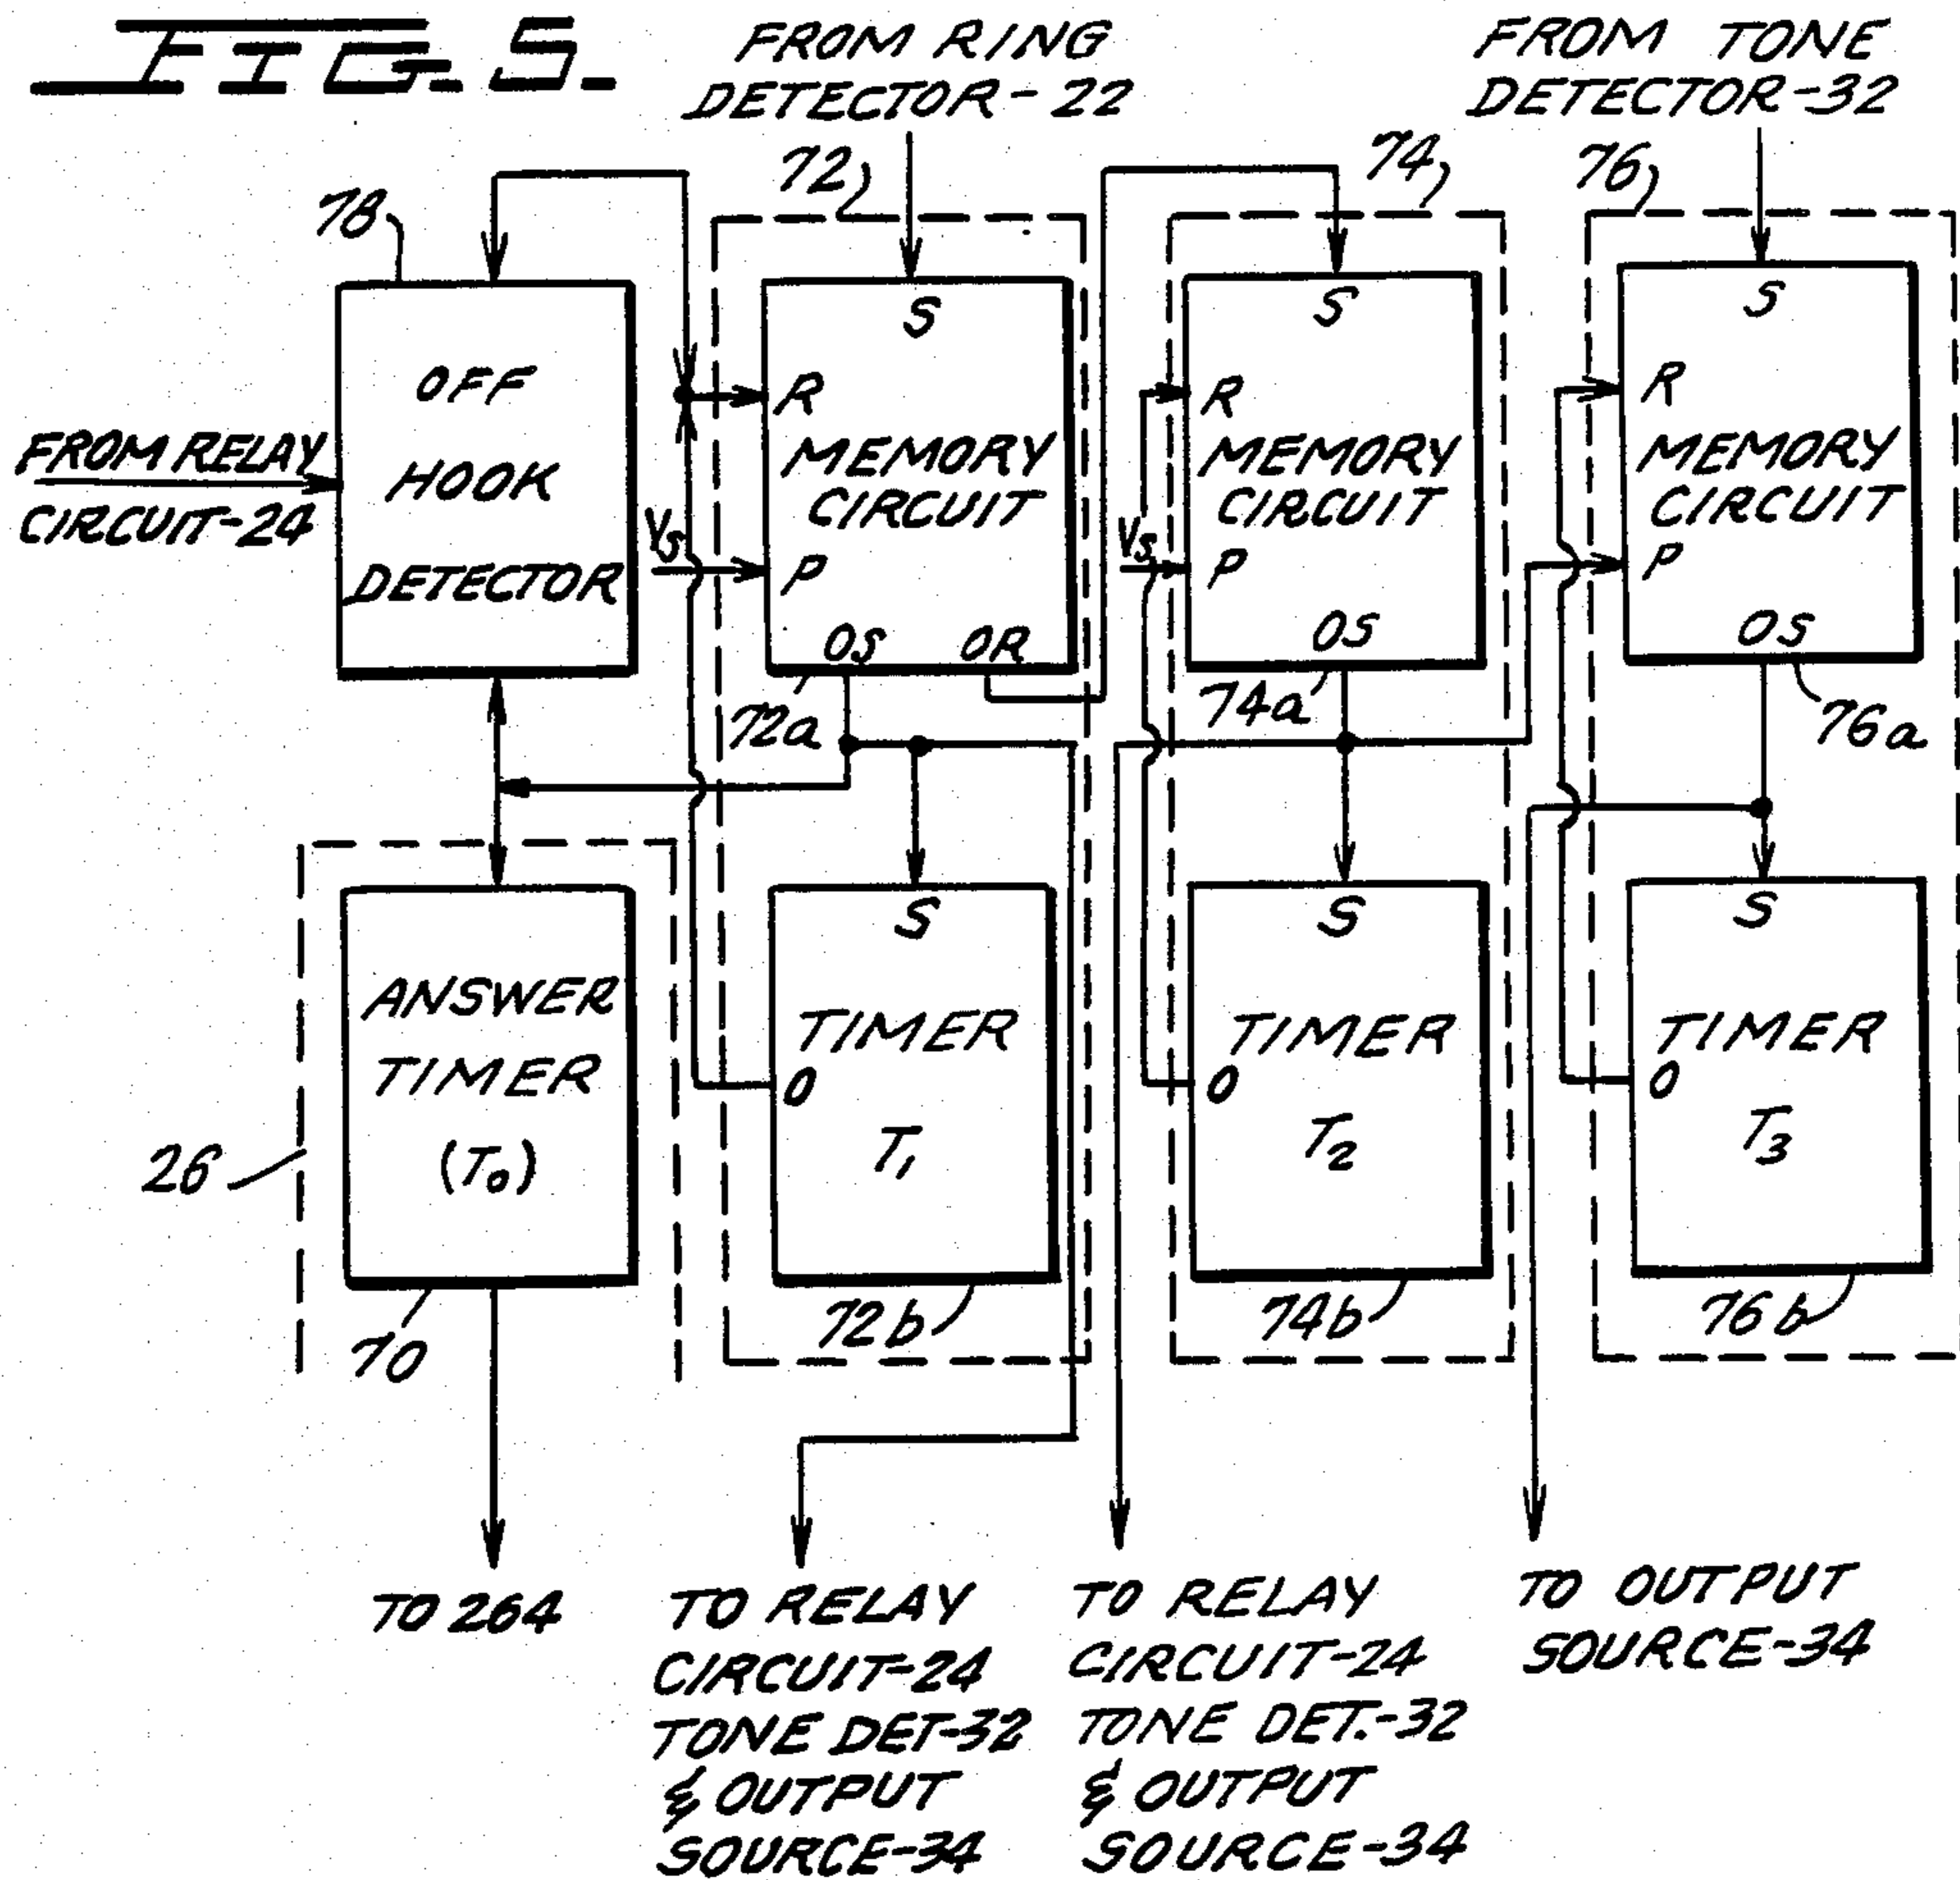 FIG. 5.
FROM RING
DETECTOR-22
FROM TONE
DETECTOR-32
78
72
74
76
S
S
S
OFF
HOOK
DETECTOR
FROM RELAY
CIRCUIT-24
R
MEMORY
CIRCUIT
P
OS
OR
VS
R
MEMORY
CIRCUIT
P
OS
VS
R
MEMORY
CIRCUIT
P
OS
72a
74a
76a
26
ANSWER
TIMER
(T0)
S
TIMER
O
T1
S
TIMER
O
T2
S
TIMER
O
T3
70
72b
74b
76b
TO 264
TO RELAY
CIRCUIT-24
TONE DET-32
& OUTPUT
SOURCE-34
TO RELAY
CIRCUIT-24
TONE DET.-32
& OUTPUT
SOURCE-34
TO OUTPUT
SOURCE-34